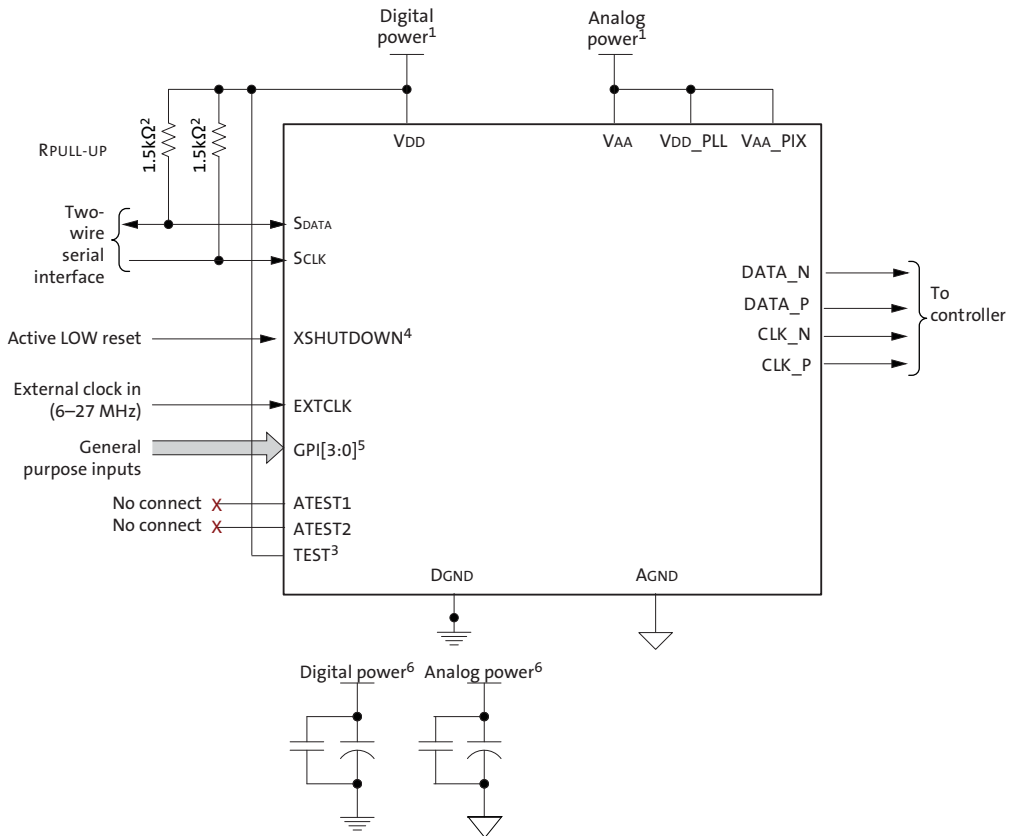 Digital
power1
Analog
power1
RPULL-UP
1.5kΩ2
1.5kΩ2
VDD
VAA
VDD_PLL
VAA_PIX
Two-
wire
serial
interface
SDATA
SCLK
DATA_N
DATA_P
CLK_N
CLK_P
To
controller
Active LOW reset
XSHUTDOWN4
External clock in
(6–27 MHz)
EXTCLK
General
purpose inputs
GPI[3:0]5
No connect
X
ATEST1
No connect
X
ATEST2
TEST3
DGND
AGND
Digital power6
Analog power6